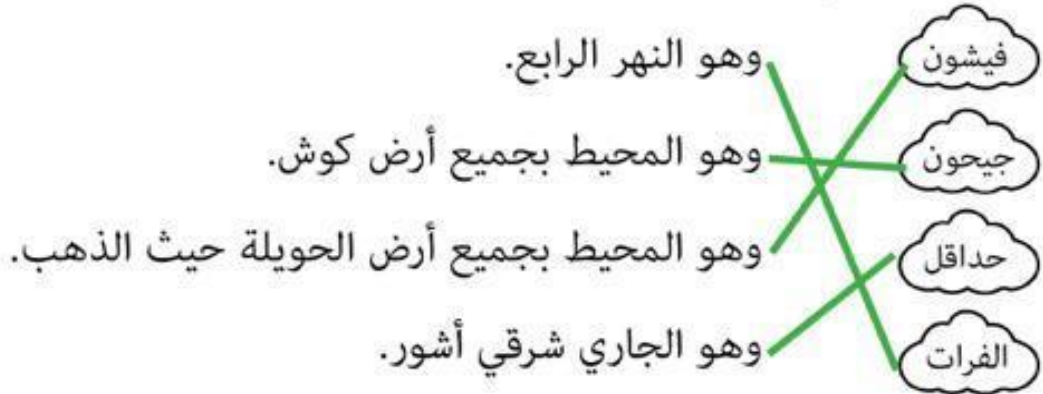 فيشون وهو النهر الرابع.
جيحون وهو المحيط بجميع أرض كوش.
حداقل وهو المحيط بجميع أرض الحويلة حيث الذهب.
الفرات وهو الجاري شرقي أشور.